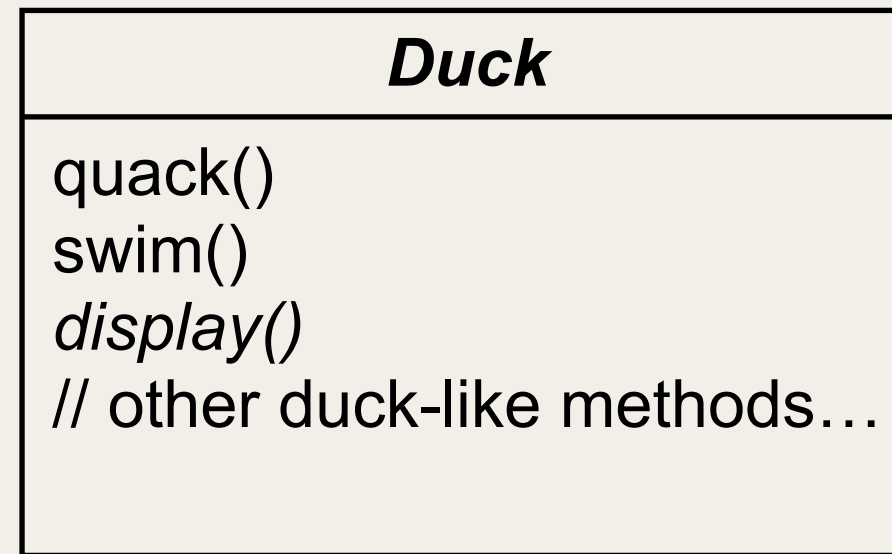 Duck
quack()
swim()
display()
// other duck-like methods…